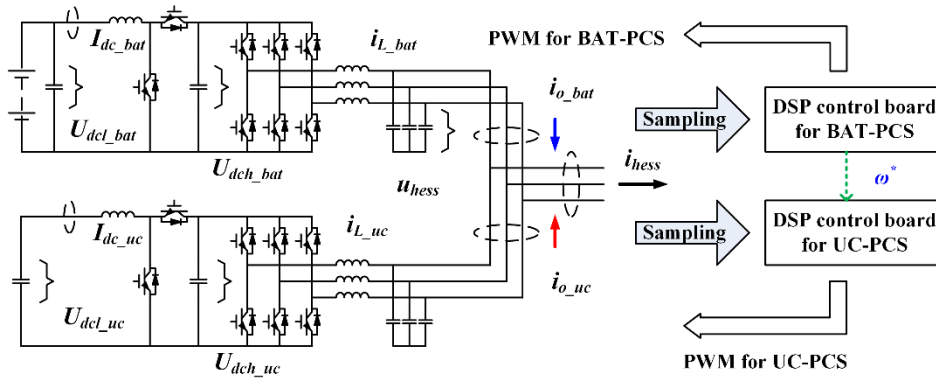 I_dc_bat
U_dcl_bat
U_dch_bat
i_L_bat
u_hess
i_o_bat
i_hess
i_o_uc
PWM for BAT-PCS
Sampling
DSP control board
for BAT-PCS
ω*
Sampling
DSP control board
for UC-PCS
PWM for UC-PCS
I_dc_uc
U_dcl_uc
U_dch_uc
i_L_uc